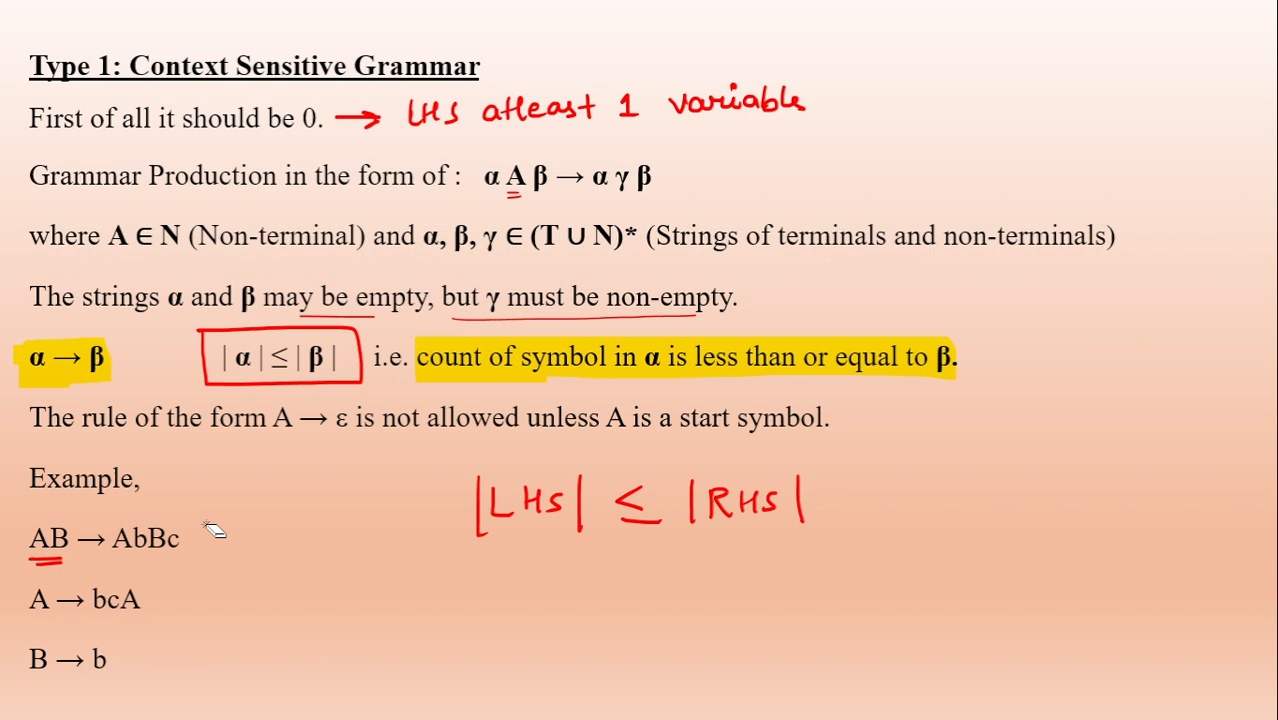 Type 1: Context Sensitive Grammar
First of all it should be 0. → LHS atleast 1 variable
Grammar Production in the form of : α A β → α γ β
where A ∈ N (Non-terminal) and α, β, γ ∈ (T ∪ N)* (Strings of terminals and non-terminals)
The strings α and β may be empty, but γ must be non-empty.
α → β | α | ≤ | β | i.e. count of symbol in α is less than or equal to β.
The rule of the form A → ε is not allowed unless A is a start symbol.
Example,
|LHS| ≤ |RHS|
AB → AbBc
A → bcA
B → b